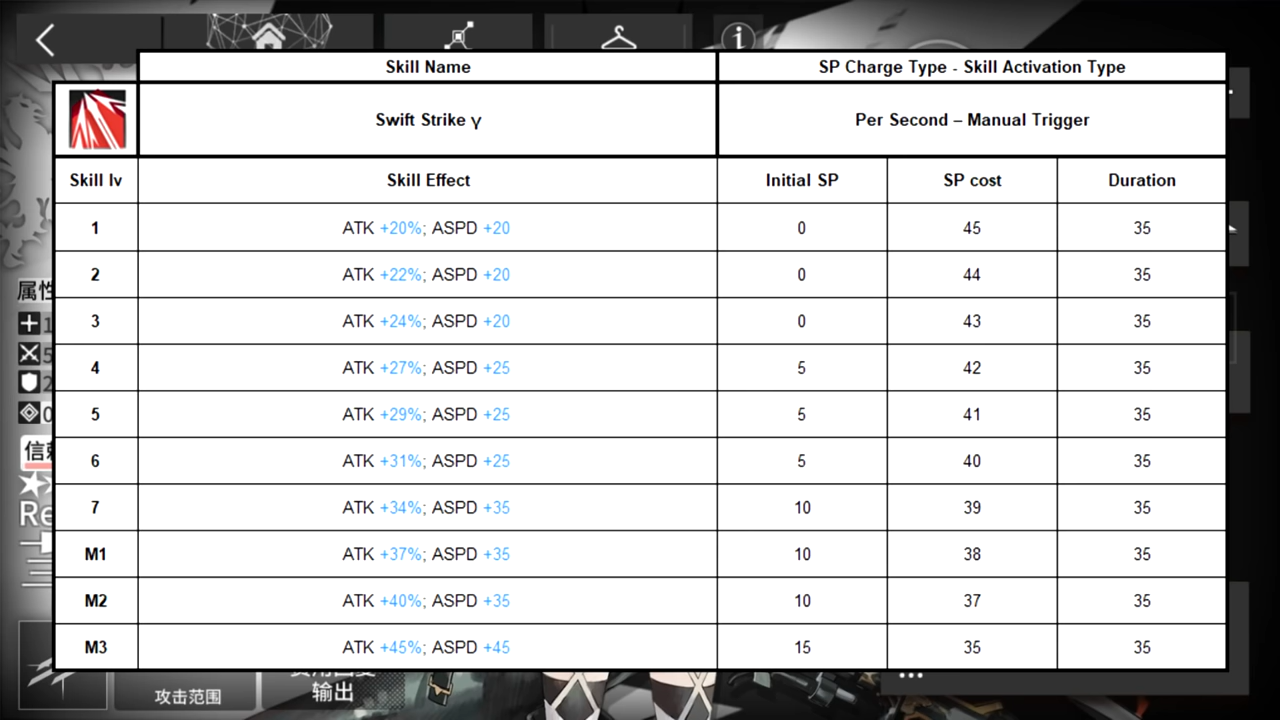 Skill Name SP Charge Type - Skill Activation Type
Swift Strike γ Per Second – Manual Trigger
Skill lv Skill Effect Initial SP SP cost Duration
1 ATK +20%; ASPD +20 0 45 35
2 ATK +22%; ASPD +20 0 44 35
3 ATK +24%; ASPD +20 0 43 35
4 ATK +27%; ASPD +25 5 42 35
5 ATK +29%; ASPD +25 5 41 35
6 ATK +31%; ASPD +25 5 40 35
7 ATK +34%; ASPD +35 10 39 35
M1 ATK +37%; ASPD +35 10 38 35
M2 ATK +40%; ASPD +35 10 37 35
M3 ATK +45%; ASPD +45 15 35 35
属性
Re
攻击范围
输出
...